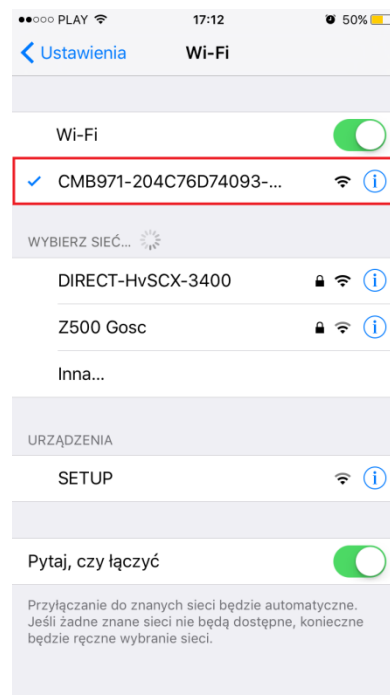 PLAY 17:12 50%
Ustawienia Wi-Fi
Wi-Fi
CMB971-204C76D74093-...
WYBIERZ SIEĆ...
DIRECT-HvSCX-3400
Z500 Gosc
Inna...
URZĄDZENIA
SETUP
Pytaj, czy łączyć
Przyłączanie do znanych sieci będzie automatyczne.
Jeśli żadne znane sieci nie będą dostępne, konieczne
będzie ręczne wybranie sieci.